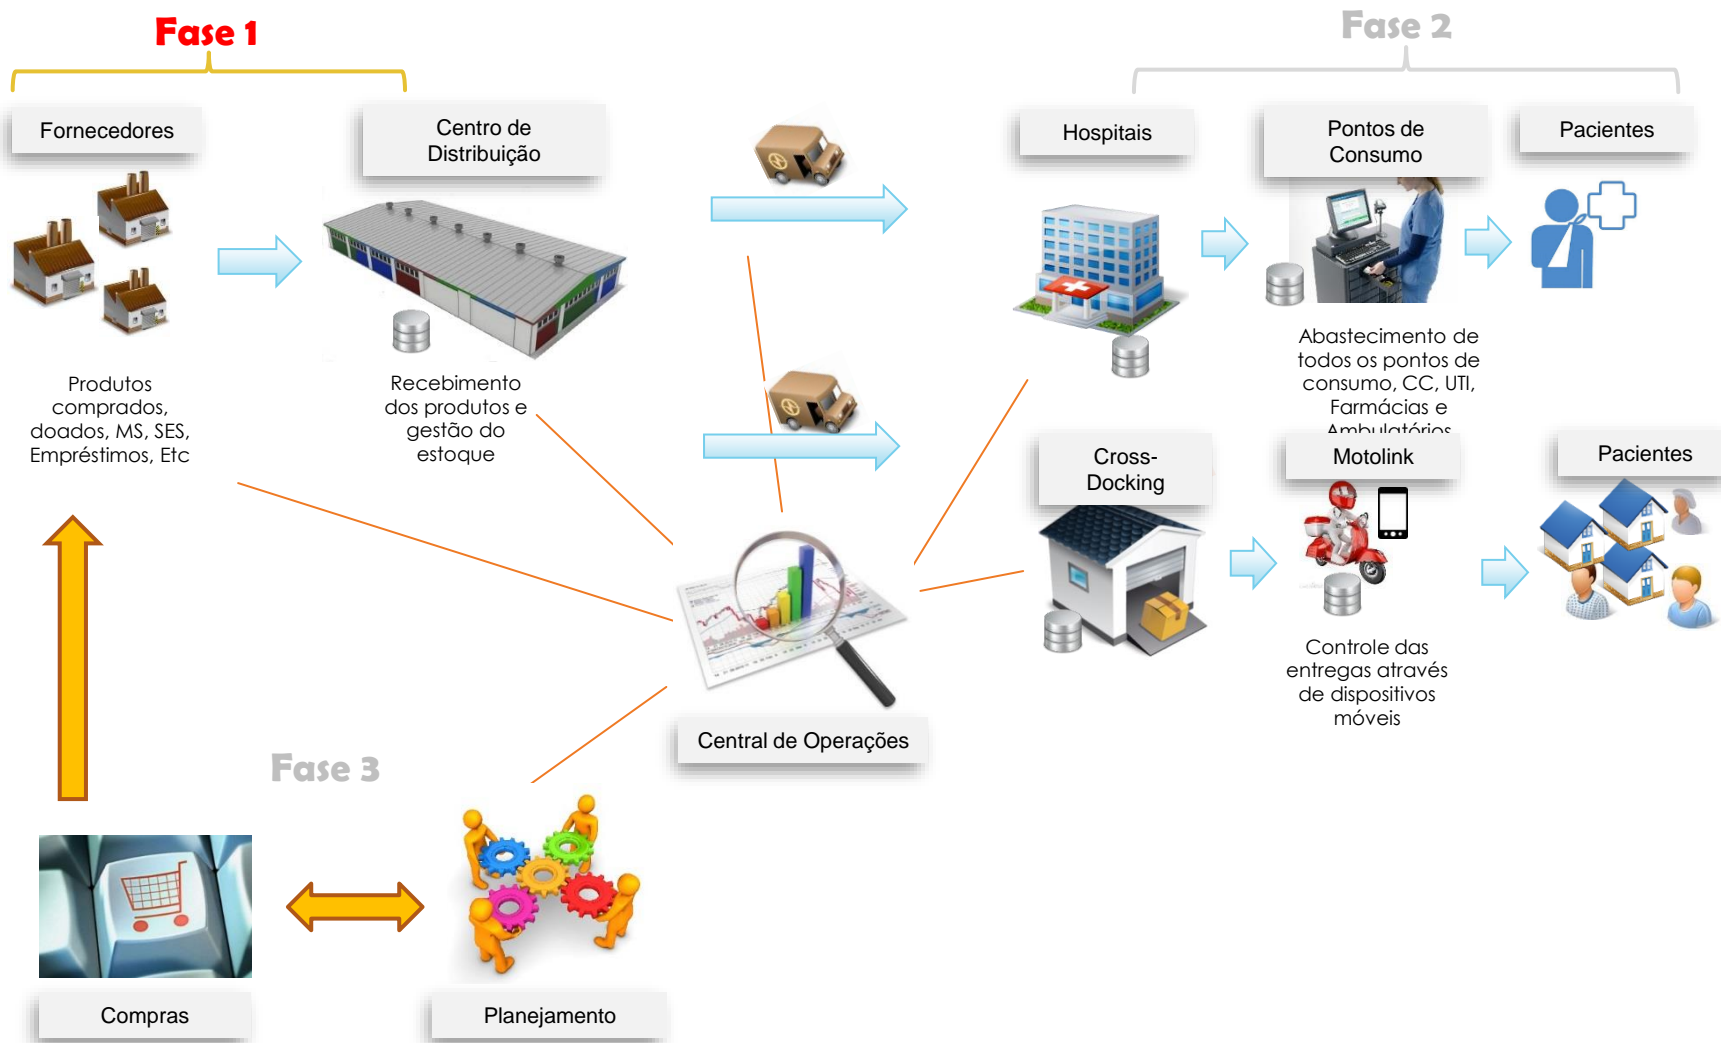 Fase 1
Fase 2
Fornecedores
Centro de
Distribuição
Hospitais
Pontos de
Consumo
Pacientes
Produtos
comprados,
doados, MS, SES,
Empréstimos, Etc
Recebimento
dos produtos e
gestão do
estoque
Abastecimento de
todos os pontos de
consumo, CC, UTI,
Farmácias e
Ambulatórios
Cross-
Docking
Motolink
Pacientes
Controle das
entregas através
de dispositivos
móveis
Central de Operações
Fase 3
Compras
Planejamento